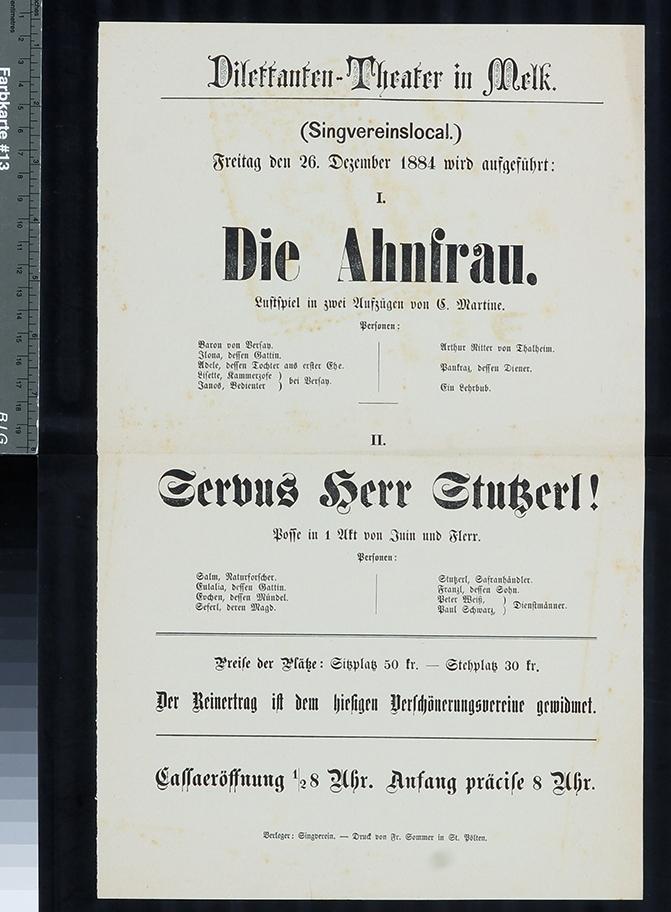 Dilettanten-Theater in Melk.
(Singvereinslocal.)
Freitag den 26. Dezember 1884 wird aufgeführt:
I.
Die Ahnfrau.
Luſtſpiel in zwei Aufzügen von C. Martine.
Perſonen:
Baron von Verſay.
Ilona, deſſen Gattin.
Adele, deſſen Tochter aus erſter Ehe.
Liſette, Kammerzofe
Janos, Bedienter
} bei Verſay.
Arthur Ritter von Thalheim.
Pankraz, deſſen Diener.
Ein Lehrbub.
II.
Servus Herr Stutzerl!
Poſſe in 1 Akt von Juin und Flerr.
Perſonen:
Salm, Naturforſcher.
Eulalia, deſſen Gattin.
Evchen, deſſen Mündel.
Seferl, deren Magd.
Stutzerl, Safranhändler.
Franzl, deſſen Sohn.
Peter Weiß,
Paul Schwarz,
} Dienſtmänner.
Preiſe der Plätze: Sitzplatz 50 kr. — Stehplatz 30 kr.
Der Reinertrag iſt dem hieſigen Verſchönerungsvereine gewidmet.
Caſſaeröffnung 1/2 8 Uhr. Anfang präciſe 8 Uhr.
Verleger: Singverein. — Druck von Fr. Sommer in St. Pölten.
Farbkarte #13
B.I.G